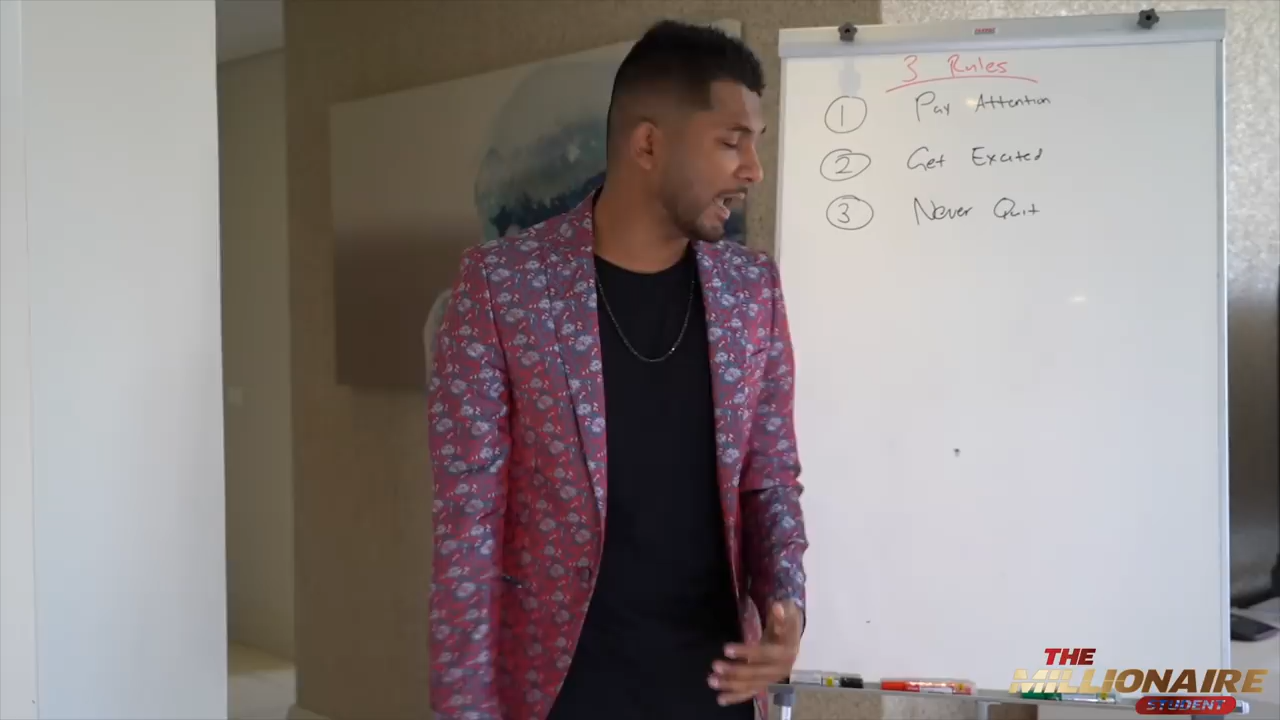 3 Rules
1 Pay Attention
2 Get Excited
3 Never Quit
THE
MILLIONAIRE
STUDENT